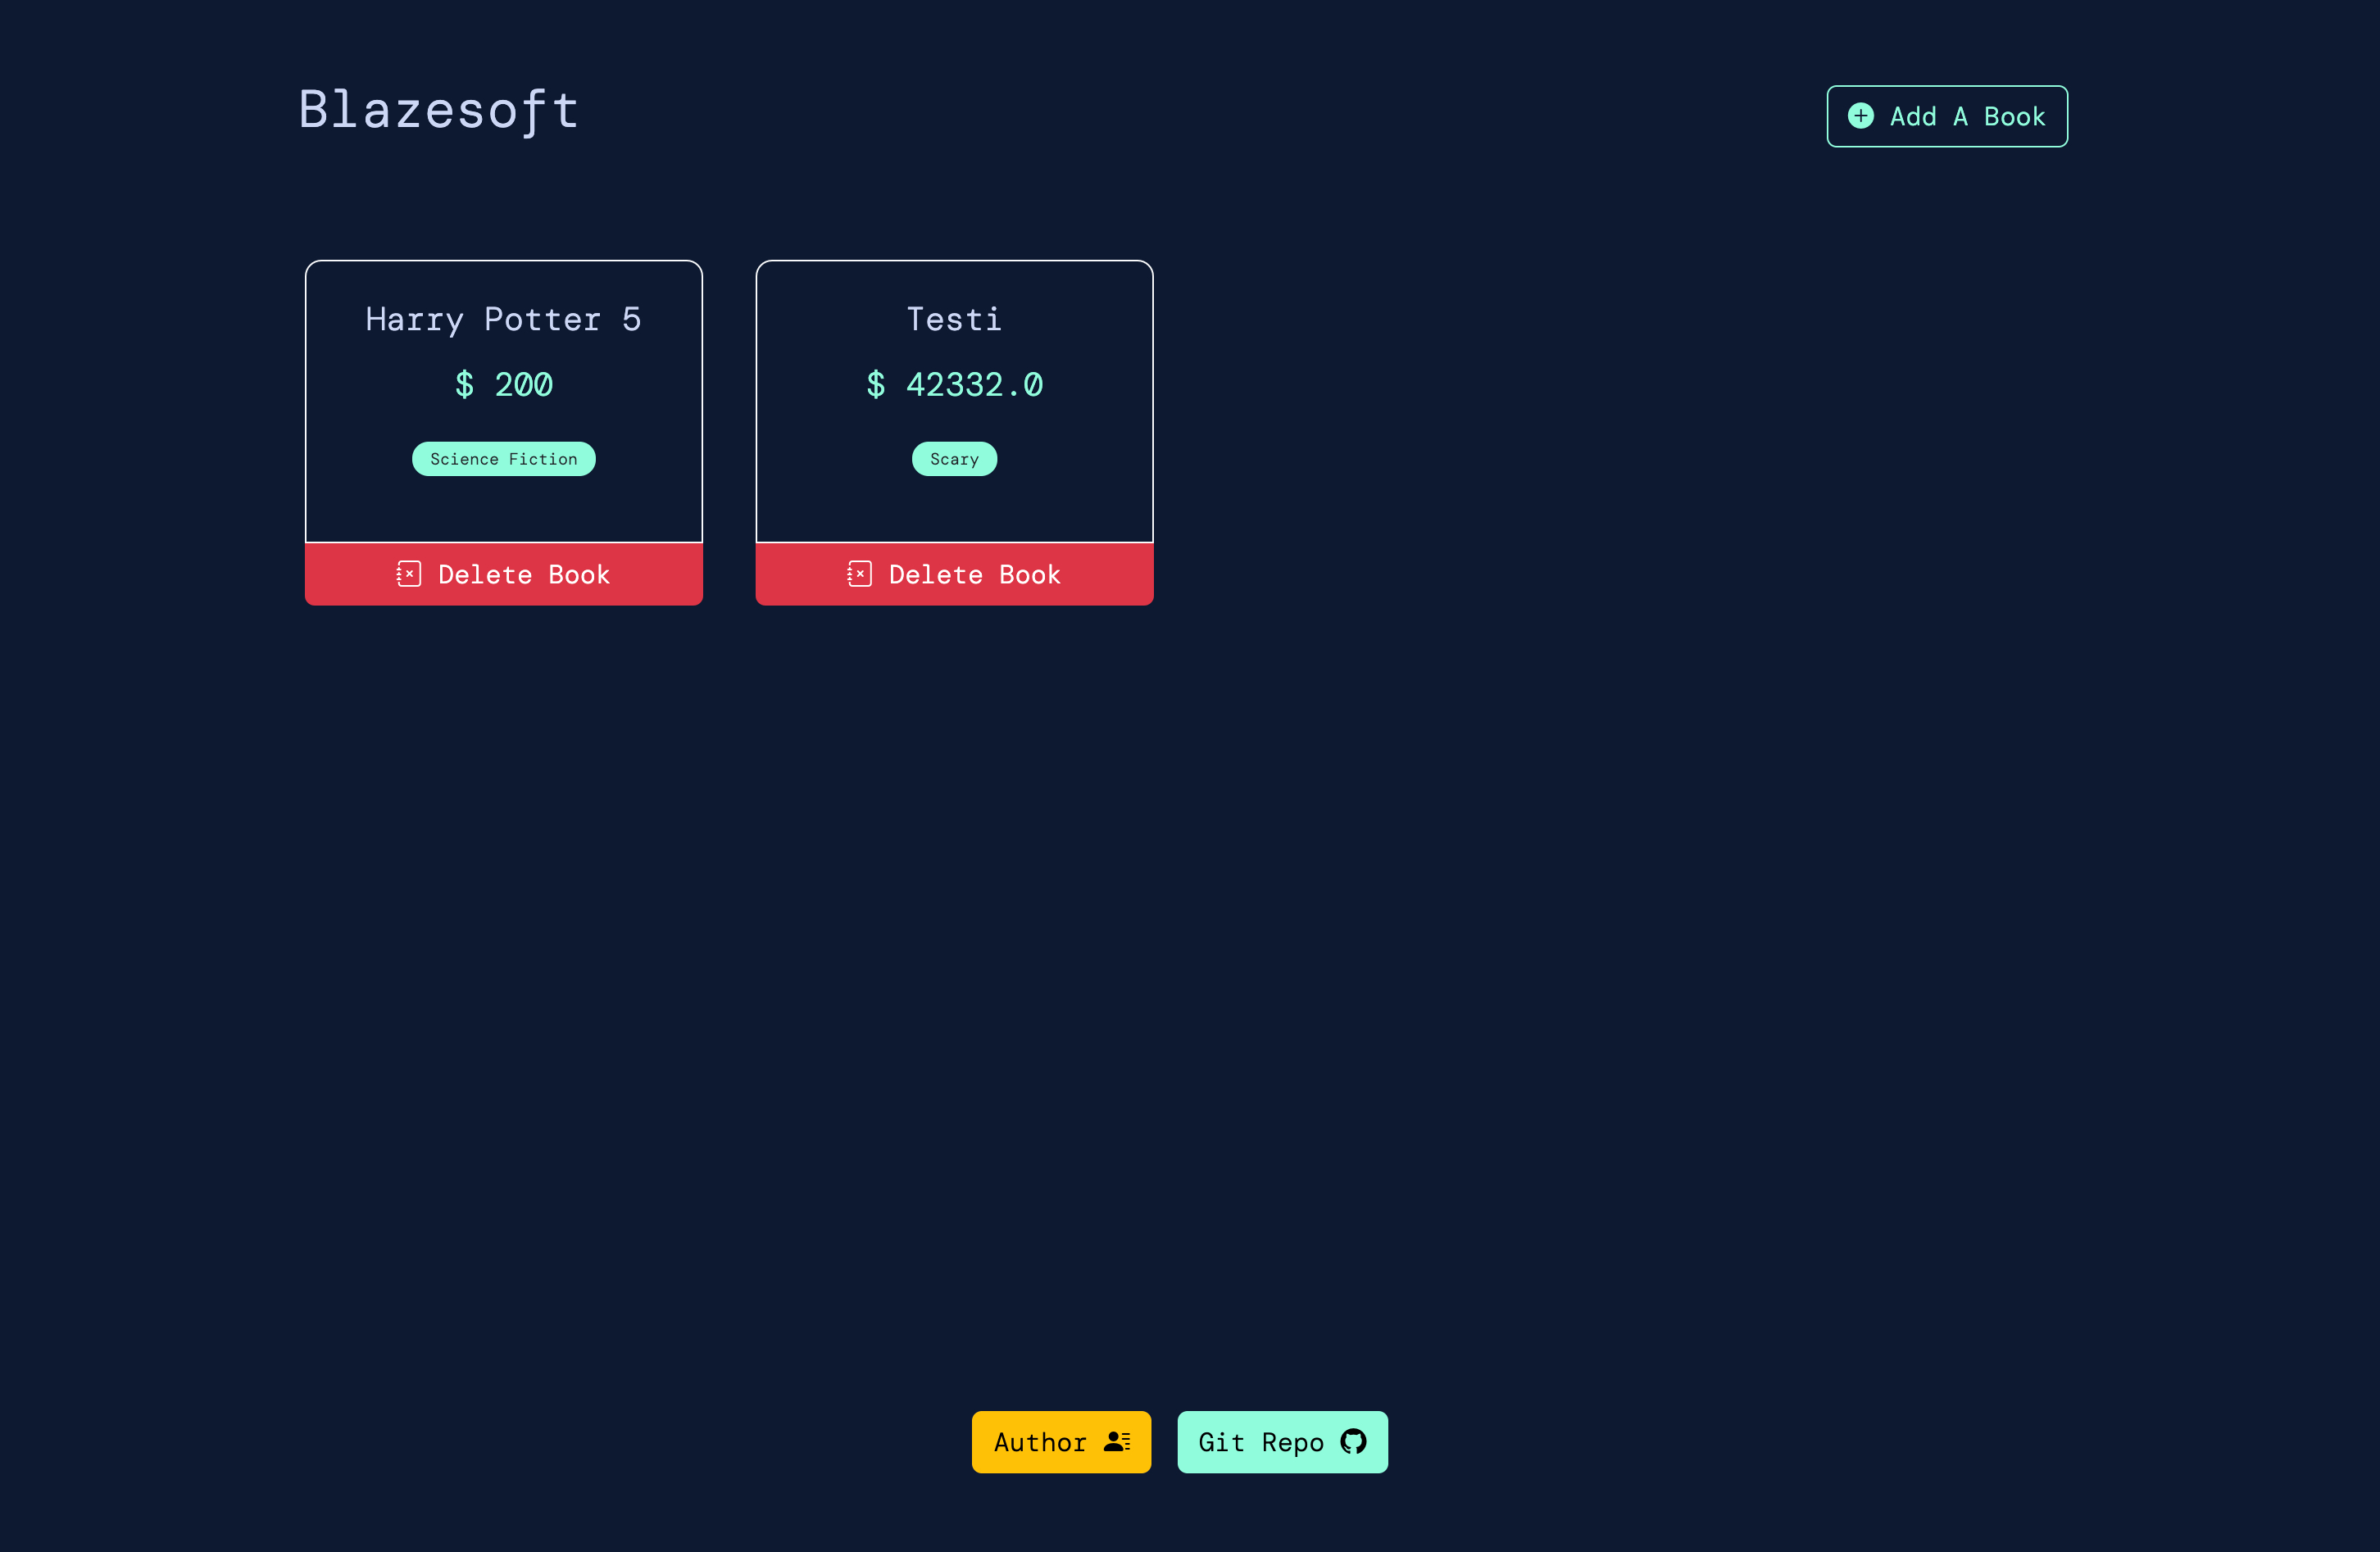 Blazesoft
Add A Book
Harry Potter 5
$ 200
Science Fiction
Delete Book
Testi
$ 42332.0
Scary
Delete Book
Author
Git Repo